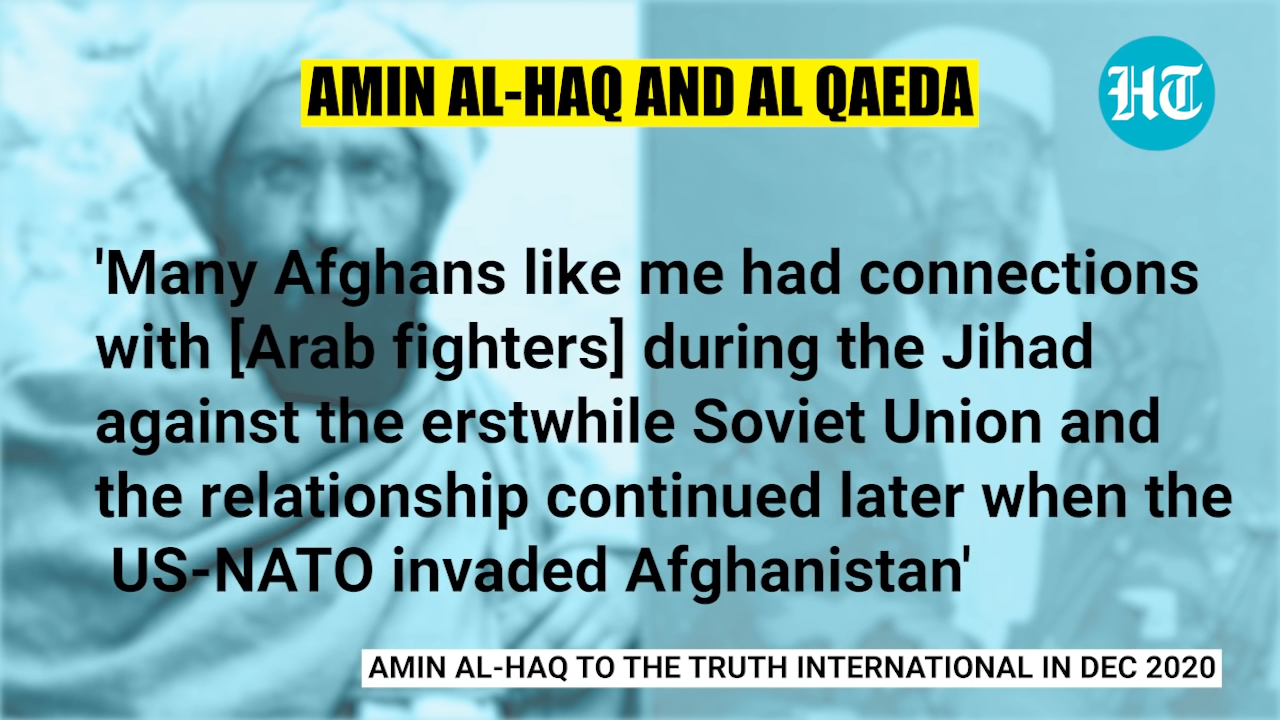 AMIN AL-HAQ AND AL QAEDA
HT
'Many Afghans like me had connections
with [Arab fighters] during the Jihad
against the erstwhile Soviet Union and
the relationship continued later when the
US-NATO invaded Afghanistan'
AMIN AL-HAQ TO THE TRUTH INTERNATIONAL IN DEC 2020